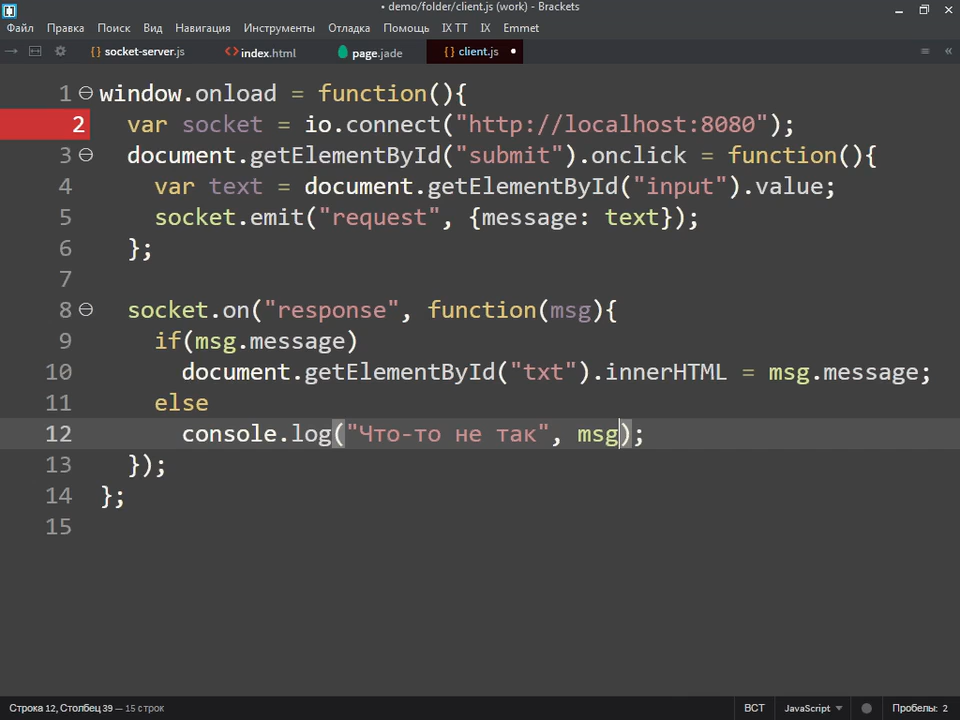 • demo/folder/client.js (work) - Brackets
Файл Правка Поиск Вид Навигация Инструменты Отладка Помощь IX TT IX Emmet
{} socket-server.js <> index.html page.jade {} client.js •
1 window.onload = function(){
2 var socket = io.connect("http://localhost:8080");
3 document.getElementById("submit").onclick = function(){
4 var text = document.getElementById("input").value;
5 socket.emit("request", {message: text});
6 };
7
8 socket.on("response", function(msg){
9 if(msg.message)
10 document.getElementById("txt").innerHTML = msg.message;
11 else
12 console.log("Что-то не так", msg);
13 });
14 };
15
Строка 12, Столбец 39 — 15 строк ВСТ JavaScript Пробелы: 2